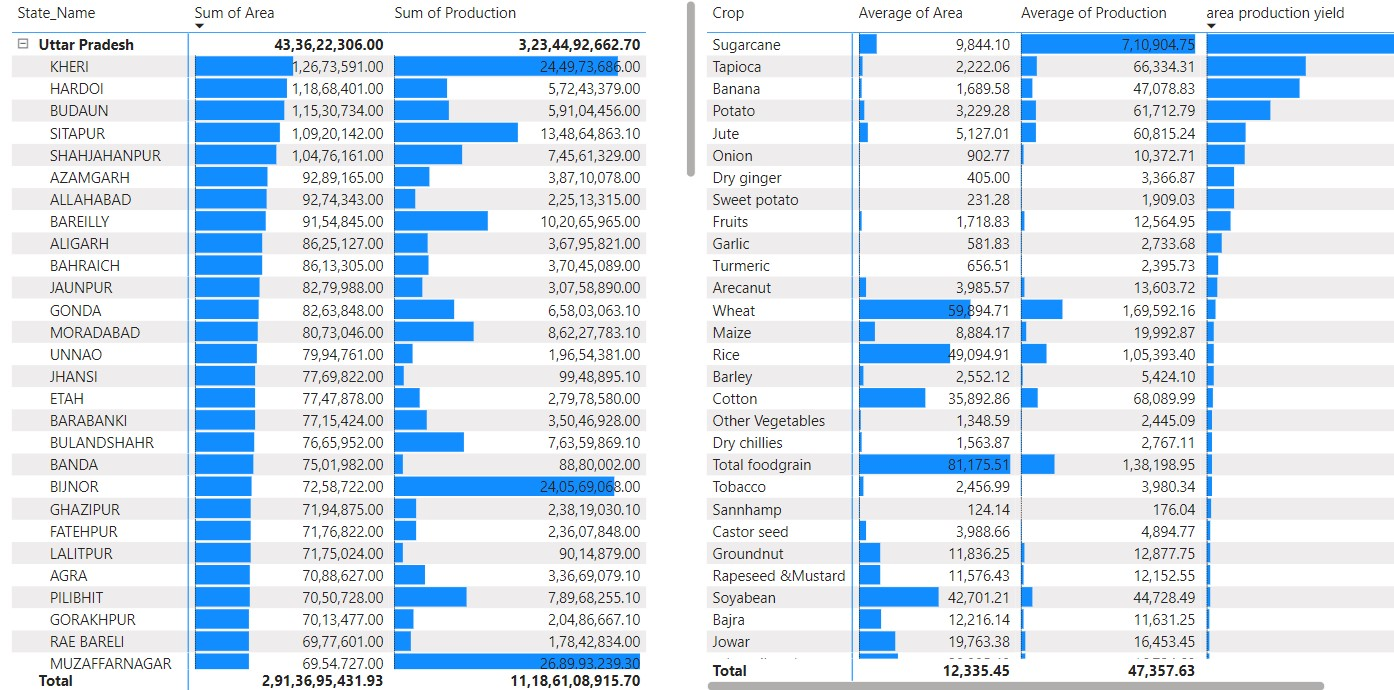 State_Name Sum of Area Sum of Production
Uttar Pradesh 43,36,22,306.00 3,23,44,92,662.70
KHERI 1,26,73,591.00 24,49,73,686.00
HARDOI 1,18,68,401.00 5,72,43,379.00
BUDAUN 1,15,30,734.00 5,91,04,456.00
SITAPUR 1,09,20,142.00 13,48,64,863.10
SHAHJAHANPUR 1,04,76,161.00 7,45,61,329.00
AZAMGARH 92,89,165.00 3,87,10,078.00
ALLAHABAD 92,74,343.00 2,25,13,315.00
BAREILLY 91,54,845.00 10,20,65,965.00
ALIGARH 86,25,127.00 3,67,95,821.00
BAHRAICH 86,13,305.00 3,70,45,089.00
JAUNPUR 82,79,988.00 3,07,58,890.00
GONDA 82,63,848.00 6,58,03,063.10
MORADABAD 80,73,046.00 8,62,27,783.10
UNNAO 79,94,761.00 1,96,54,381.00
JHANSI 77,69,822.00 99,48,895.10
ETAH 77,47,878.00 2,79,78,580.00
BARABANKI 77,15,424.00 3,50,46,928.00
BULANDSHAHR 76,65,952.00 7,63,59,869.10
BANDA 75,01,982.00 88,80,002.00
BIJNOR 72,58,722.00 24,05,69,068.00
GHAZIPUR 71,94,875.00 2,38,19,030.10
FATEHPUR 71,76,822.00 2,36,07,848.00
LALITPUR 71,75,024.00 90,14,879.00
AGRA 70,88,627.00 3,36,69,079.10
PILIBHIT 70,50,728.00 7,89,68,255.10
GORAKHPUR 70,13,477.00 2,04,86,667.10
RAE BARELI 69,77,601.00 1,78,42,834.00
MUZAFFARNAGAR 69,54,727.00 26,89,93,239.30
Total 2,91,36,95,431.93 11,18,61,08,915.70
Crop Average of Area Average of Production area production yield
Sugarcane 9,844.10 7,10,904.75
Tapioca 2,222.06 66,334.31
Banana 1,689.58 47,078.83
Potato 3,229.28 61,712.79
Jute 5,127.01 60,815.24
Onion 902.77 10,372.71
Dry ginger 405.00 3,366.87
Sweet potato 231.28 1,909.03
Fruits 1,718.83 12,564.95
Garlic 581.83 2,733.68
Turmeric 656.51 2,395.73
Arecanut 3,985.57 13,603.72
Wheat 59,894.71 1,69,592.16
Maize 8,884.17 19,992.87
Rice 49,094.91 1,05,393.40
Barley 2,552.12 5,424.10
Cotton 35,892.86 68,089.99
Other Vegetables 1,348.59 2,445.09
Dry chillies 1,563.87 2,767.11
Total foodgrain 81,175.51 1,38,198.95
Tobacco 2,456.99 3,980.34
Sannhamp 124.14 176.04
Castor seed 3,988.66 4,894.77
Groundnut 11,836.25 12,877.75
Rapeseed &Mustard 11,576.43 12,152.55
Soyabean 42,701.21 44,728.49
Bajra 12,216.14 11,631.25
Jowar 19,763.38 16,453.45
Total 12,335.45 47,357.63